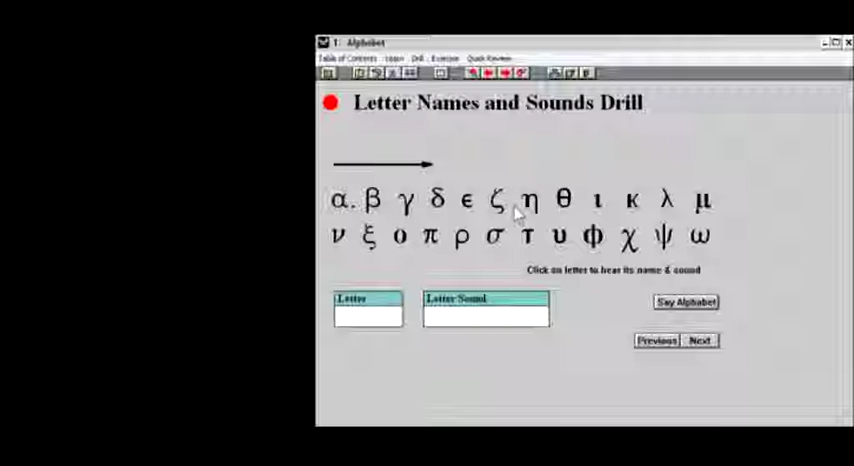 1: Alphabet
Table of Contents Learn Drill Exercise Quick Review
Letter Names and Sounds Drill
α. β γ δ ϵ ζ η θ ι κ λ μ
ν ξ ο π ρ σ τ υ φ χ ψ ω
Click on letter to hear its name & sound
Letter Letter Sound
Say Alphabet
Previous Next